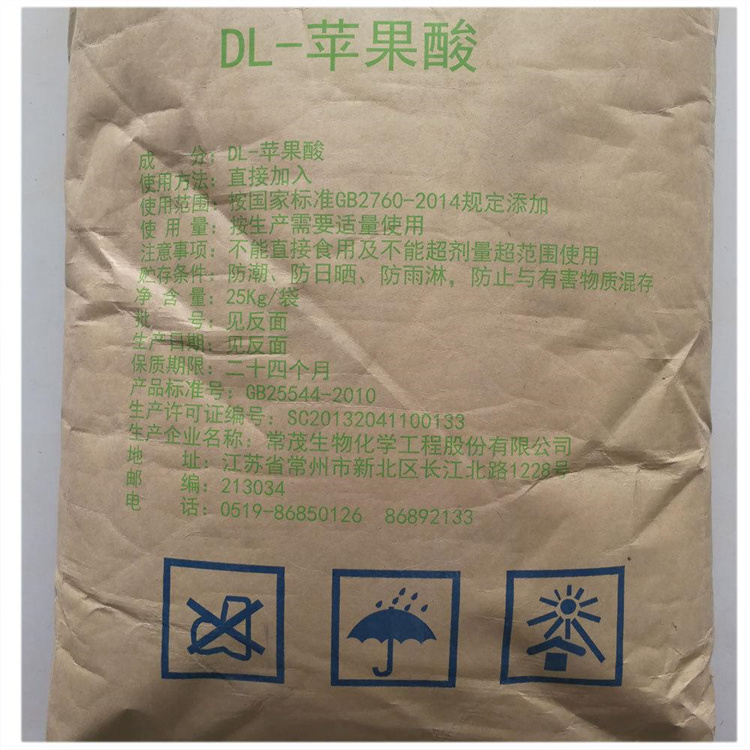 DL-苹果酸
成 分：DL-苹果酸
使用方法：直接加入
使用范围：按国家标准GB2760-2014规定添加
使 用 量：按生产需要适量使用
注意事项：不能直接食用及不能超剂量超范围使用
贮存条件：防潮、防日晒、防雨淋，防止与有害物质混存
净 含 量：25Kg/袋
批 号：见反面
生产日期：见反面
保质期限：二十四个月
产品标准号：GB25544-2010
生产许可证编号：SC20132041100133
生产企业名称：常茂生物化学工程股份有限公司
地 址：江苏省常州市新北区长江北路1228号
邮 编：213034
电 话：0519-86850126 86892133